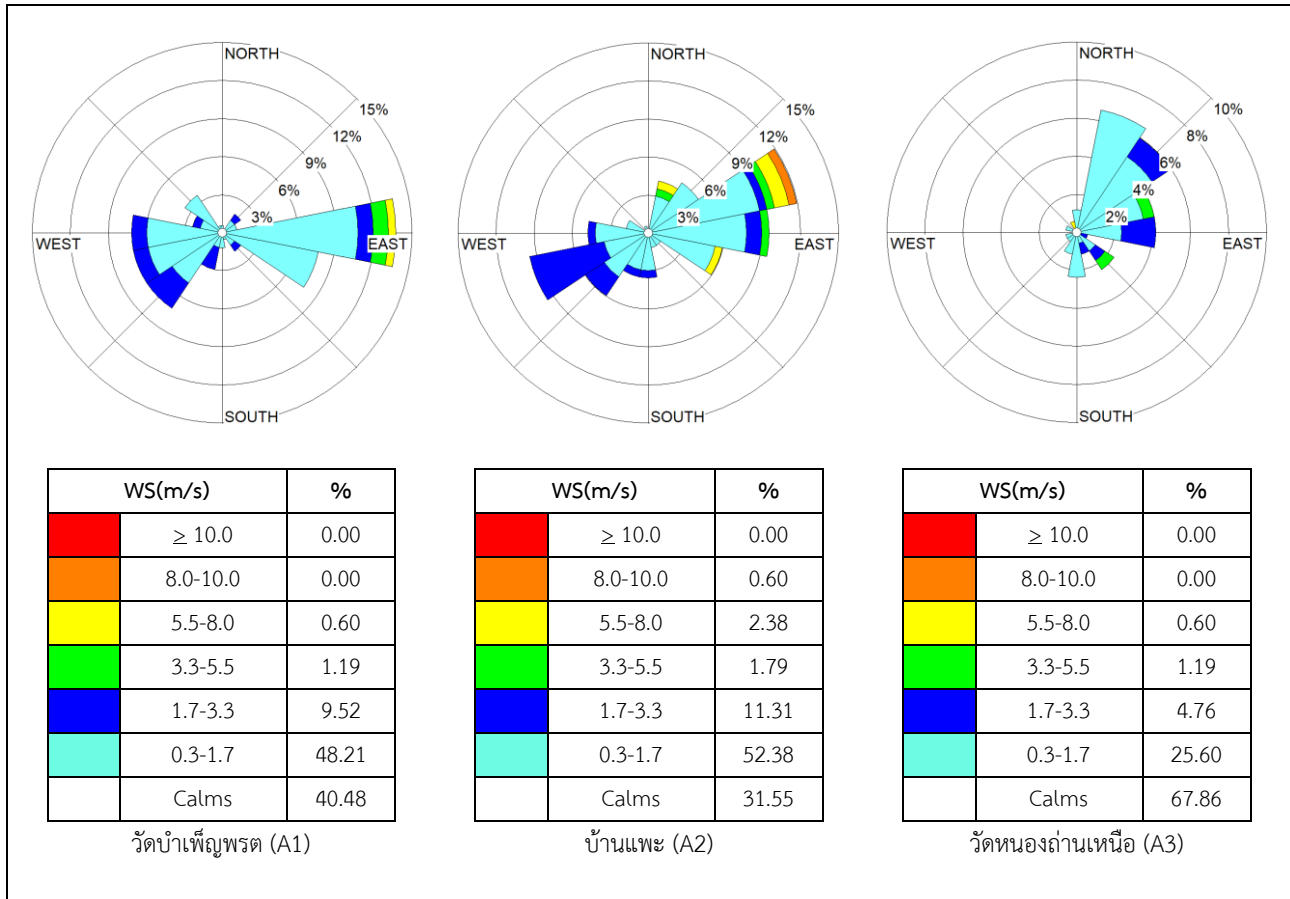 NORTH
15%
12%
9%
6%
3%
WEST
EAST
SOUTH
NORTH
15%
12%
9%
6%
3%
WEST
EAST
SOUTH
NORTH
10%
8%
6%
4%
2%
WEST
EAST
SOUTH
WS(m/s) %
≥ 10.0 0.00
8.0-10.0 0.00
5.5-8.0 0.60
3.3-5.5 1.19
1.7-3.3 9.52
0.3-1.7 48.21
Calms 40.48
วัดบำเพ็ญพรต (A1)
WS(m/s) %
≥ 10.0 0.00
8.0-10.0 0.60
5.5-8.0 2.38
3.3-5.5 1.79
1.7-3.3 11.31
0.3-1.7 52.38
Calms 31.55
บ้านแพะ (A2)
WS(m/s) %
≥ 10.0 0.00
8.0-10.0 0.00
5.5-8.0 0.60
3.3-5.5 1.19
1.7-3.3 4.76
0.3-1.7 25.60
Calms 67.86
วัดหนองถ่านเหนือ (A3)